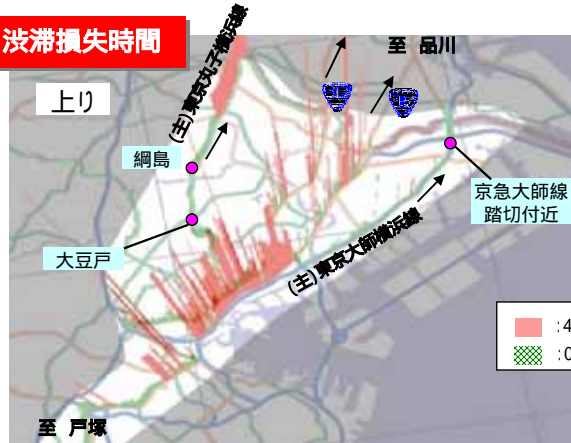 渋滞損失時間
上り
(主)東京丸子横浜線
至 品川
綱島
京急大師線
踏切付近
大豆戸
(主)東京大師横浜線
:4
:0
至 戸塚